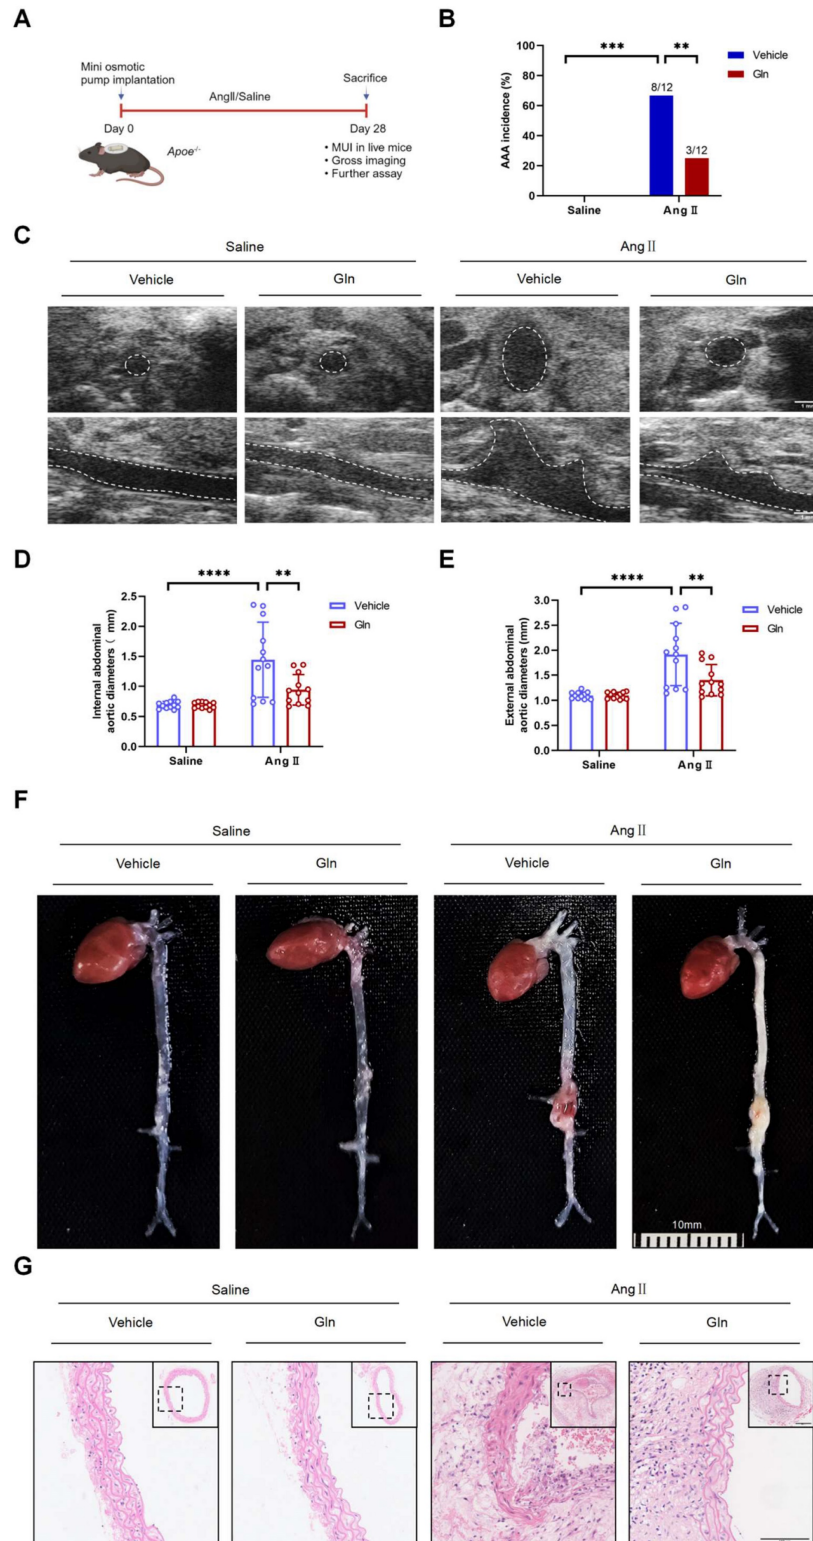 A
Mini osmotic
pump implantation
Sacrifice
AngII/Saline
Day 0
Day 28
Apoe-/-
• MUI in live mice
• Gross imaging
• Further assay
B
AAA incidence (%)
100
80
60
40
20
0
***
**
8/12
3/12
Saline
Ang Ⅱ
Vehicle
Gln
C
Saline
Ang Ⅱ
Vehicle
Gln
Vehicle
Gln
1 mm
D
Internal abdominal
aortic diameters ( mm)
2.5
2.0
1.5
1.0
0.5
0.0
****
**
Saline
Ang Ⅱ
Vehicle
Gln
E
External abdominal
aortic diameters (mm)
3.0
2.5
2.0
1.5
1.0
0.5
0.0
****
**
Saline
Ang Ⅱ
Vehicle
Gln
F
Saline
Ang Ⅱ
Vehicle
Gln
Vehicle
Gln
10mm
G
Saline
Ang Ⅱ
Vehicle
Gln
Vehicle
Gln